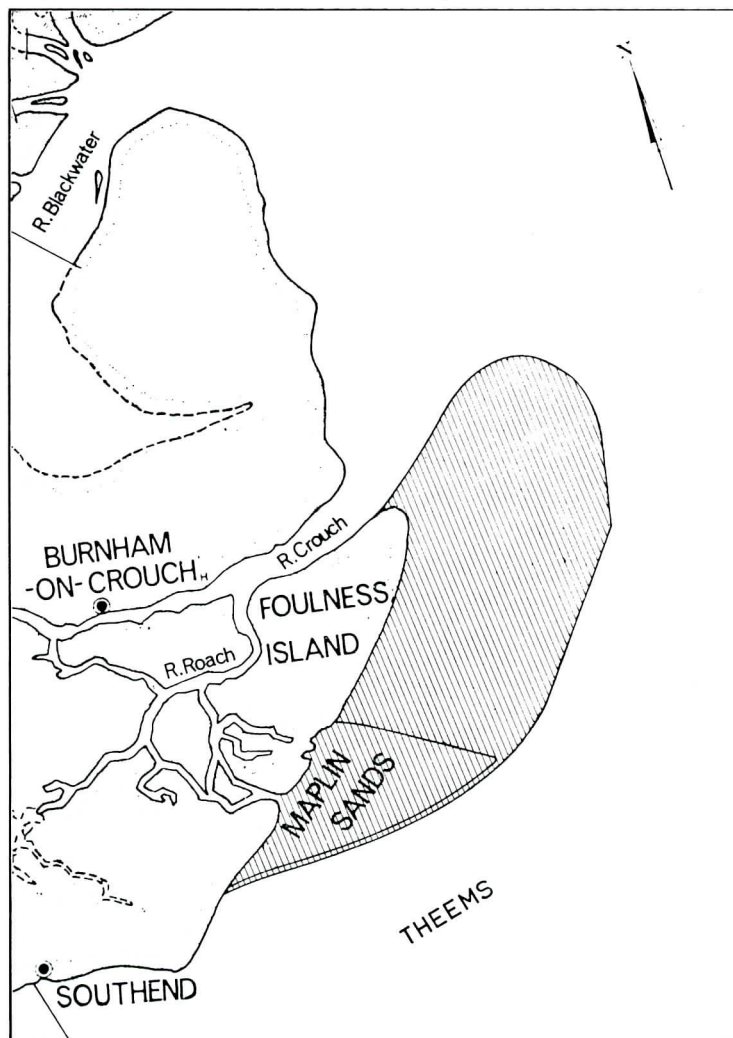 N
R. Blackwater
R. Crouch
BURNHAM
-ON-CROUCH
H
FOULNESS
ISLAND
R. Roach
MAPLIN
SANDS
THEEMS
SOUTHEND